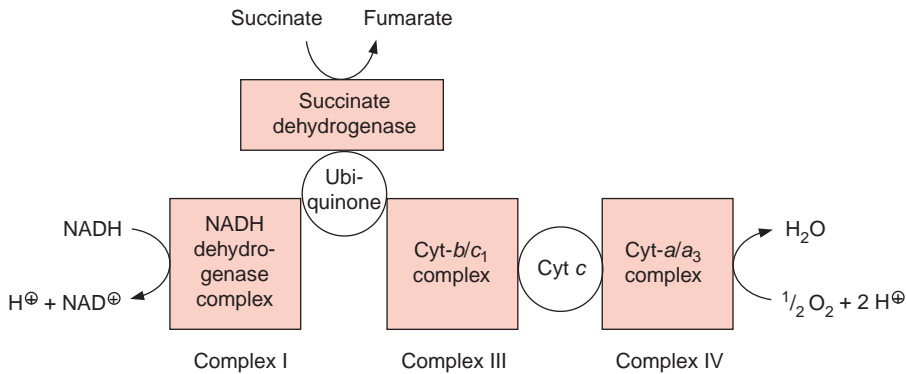 Succinate Fumarate
Succinate
dehydrogenase
Ubi-
quinone
NADH
H⊕ + NAD⊕
NADH
dehydro-
genase
complex
Cyt-b/c₁
complex
Cyt c
Cyt-a/a₃
complex
H₂O
½ O₂ + 2 H⊕
Complex I
Complex III
Complex IV